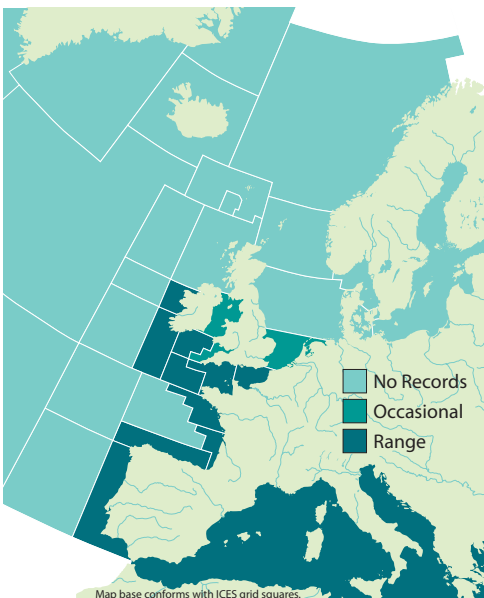 No Records
Occasional
Range
Map base conforms with ICES grid squares.